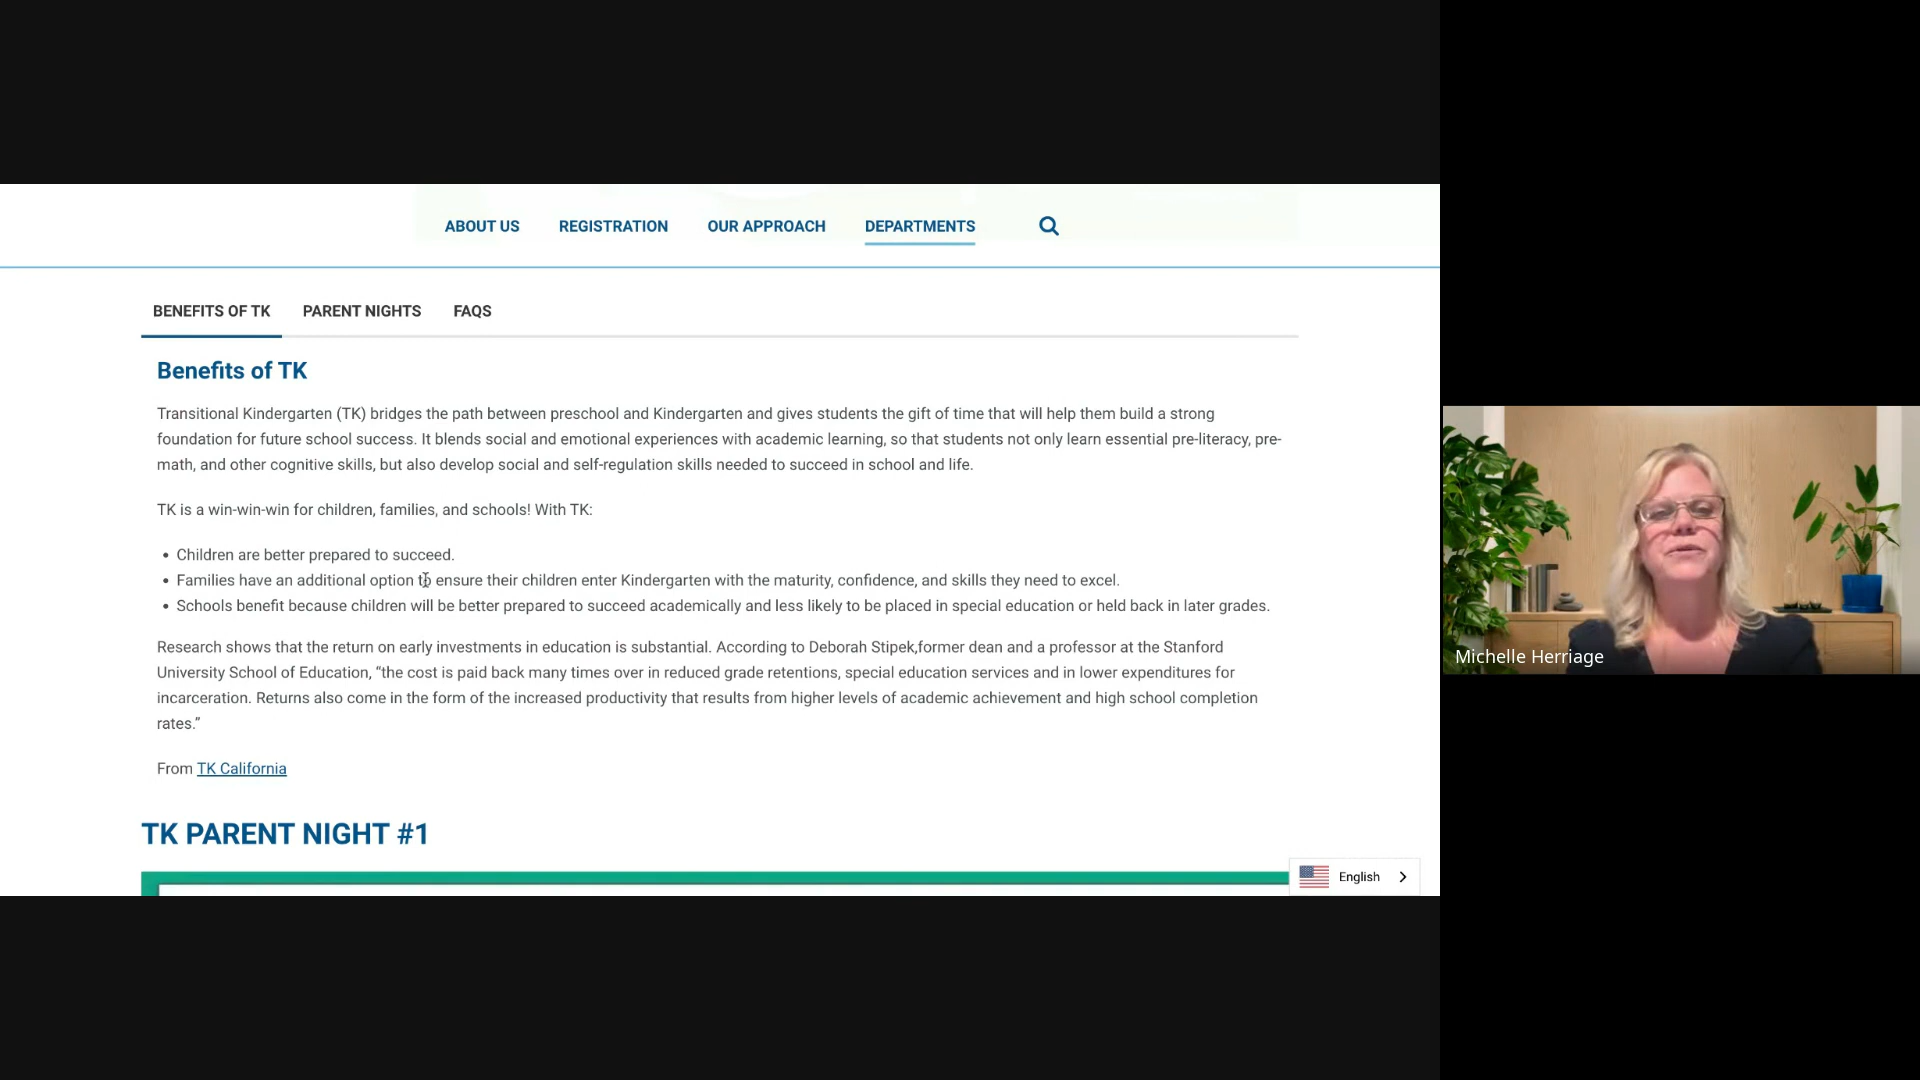 ABOUT US REGISTRATION OUR APPROACH DEPARTMENTS
BENEFITS OF TK PARENT NIGHTS FAQS
Benefits of TK
Transitional Kindergarten (TK) bridges the path between preschool and Kindergarten and gives students the gift of time that will help them build a strong
foundation for future school success. It blends social and emotional experiences with academic learning, so that students not only learn essential pre-literacy, pre-
math, and other cognitive skills, but also develop social and self-regulation skills needed to succeed in school and life.
TK is a win-win-win for children, families, and schools! With TK:
• Children are better prepared to succeed.
• Families have an additional option to ensure their children enter Kindergarten with the maturity, confidence, and skills they need to excel.
• Schools benefit because children will be better prepared to succeed academically and less likely to be placed in special education or held back in later grades.
Research shows that the return on early investments in education is substantial. According to Deborah Stipek,former dean and a professor at the Stanford
University School of Education, “the cost is paid back many times over in reduced grade retentions, special education services and in lower expenditures for
incarceration. Returns also come in the form of the increased productivity that results from higher levels of academic achievement and high school completion
rates.”
From TK California
TK PARENT NIGHT #1
English
Michelle Herriage